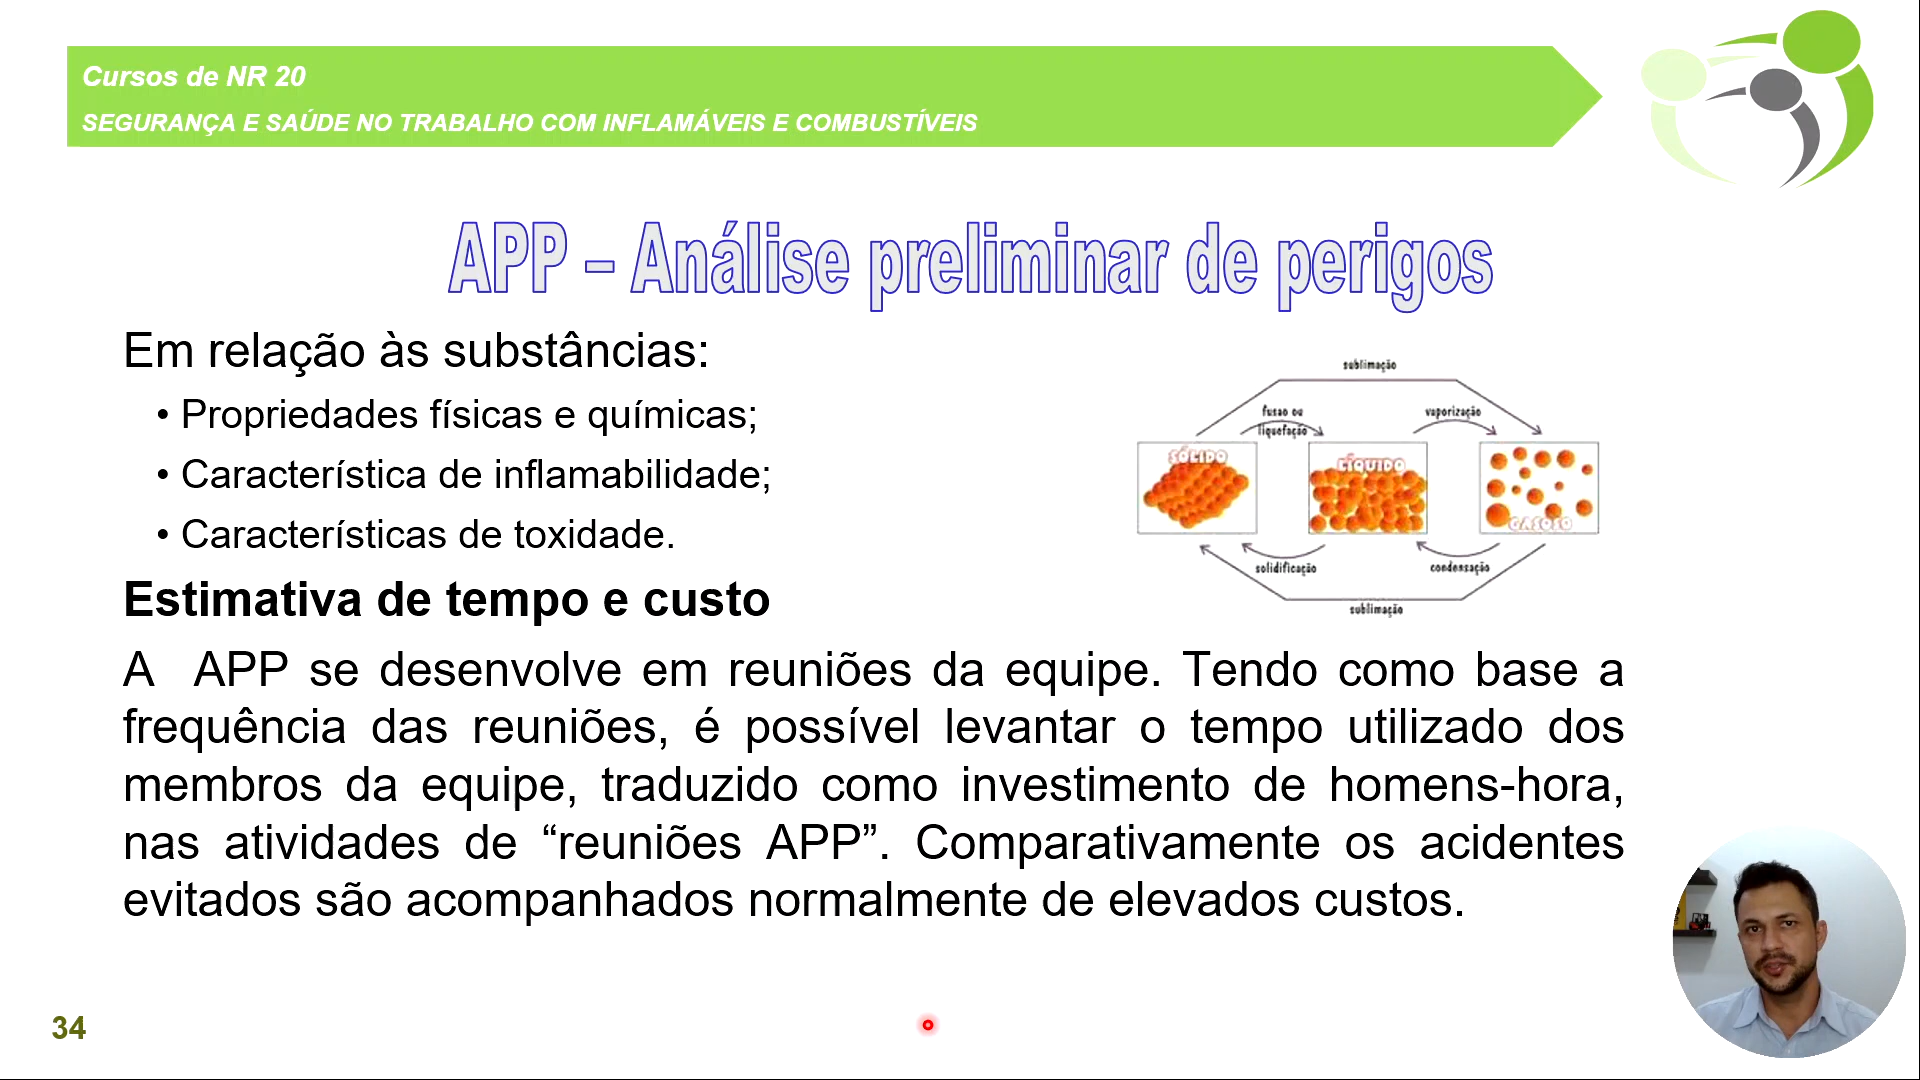 Cursos de NR 20
SEGURANÇA E SAÚDE NO TRABALHO COM INFLAMÁVEIS E COMBUSTÍVEIS
APP – Análise preliminar de perigos
Em relação às substâncias:
• Propriedades físicas e químicas;
• Característica de inflamabilidade;
• Características de toxidade.
sublimação
fusao ou
liquefação
vaporização
SÓLIDO
LÍQUIDO
GASOSO
solidificação
condensação
sublimação
Estimativa de tempo e custo
A APP se desenvolve em reuniões da equipe. Tendo como base a
frequência das reuniões, é possível levantar o tempo utilizado dos
membros da equipe, traduzido como investimento de homens-hora,
nas atividades de “reuniões APP”. Comparativamente os acidentes
evitados são acompanhados normalmente de elevados custos.
34